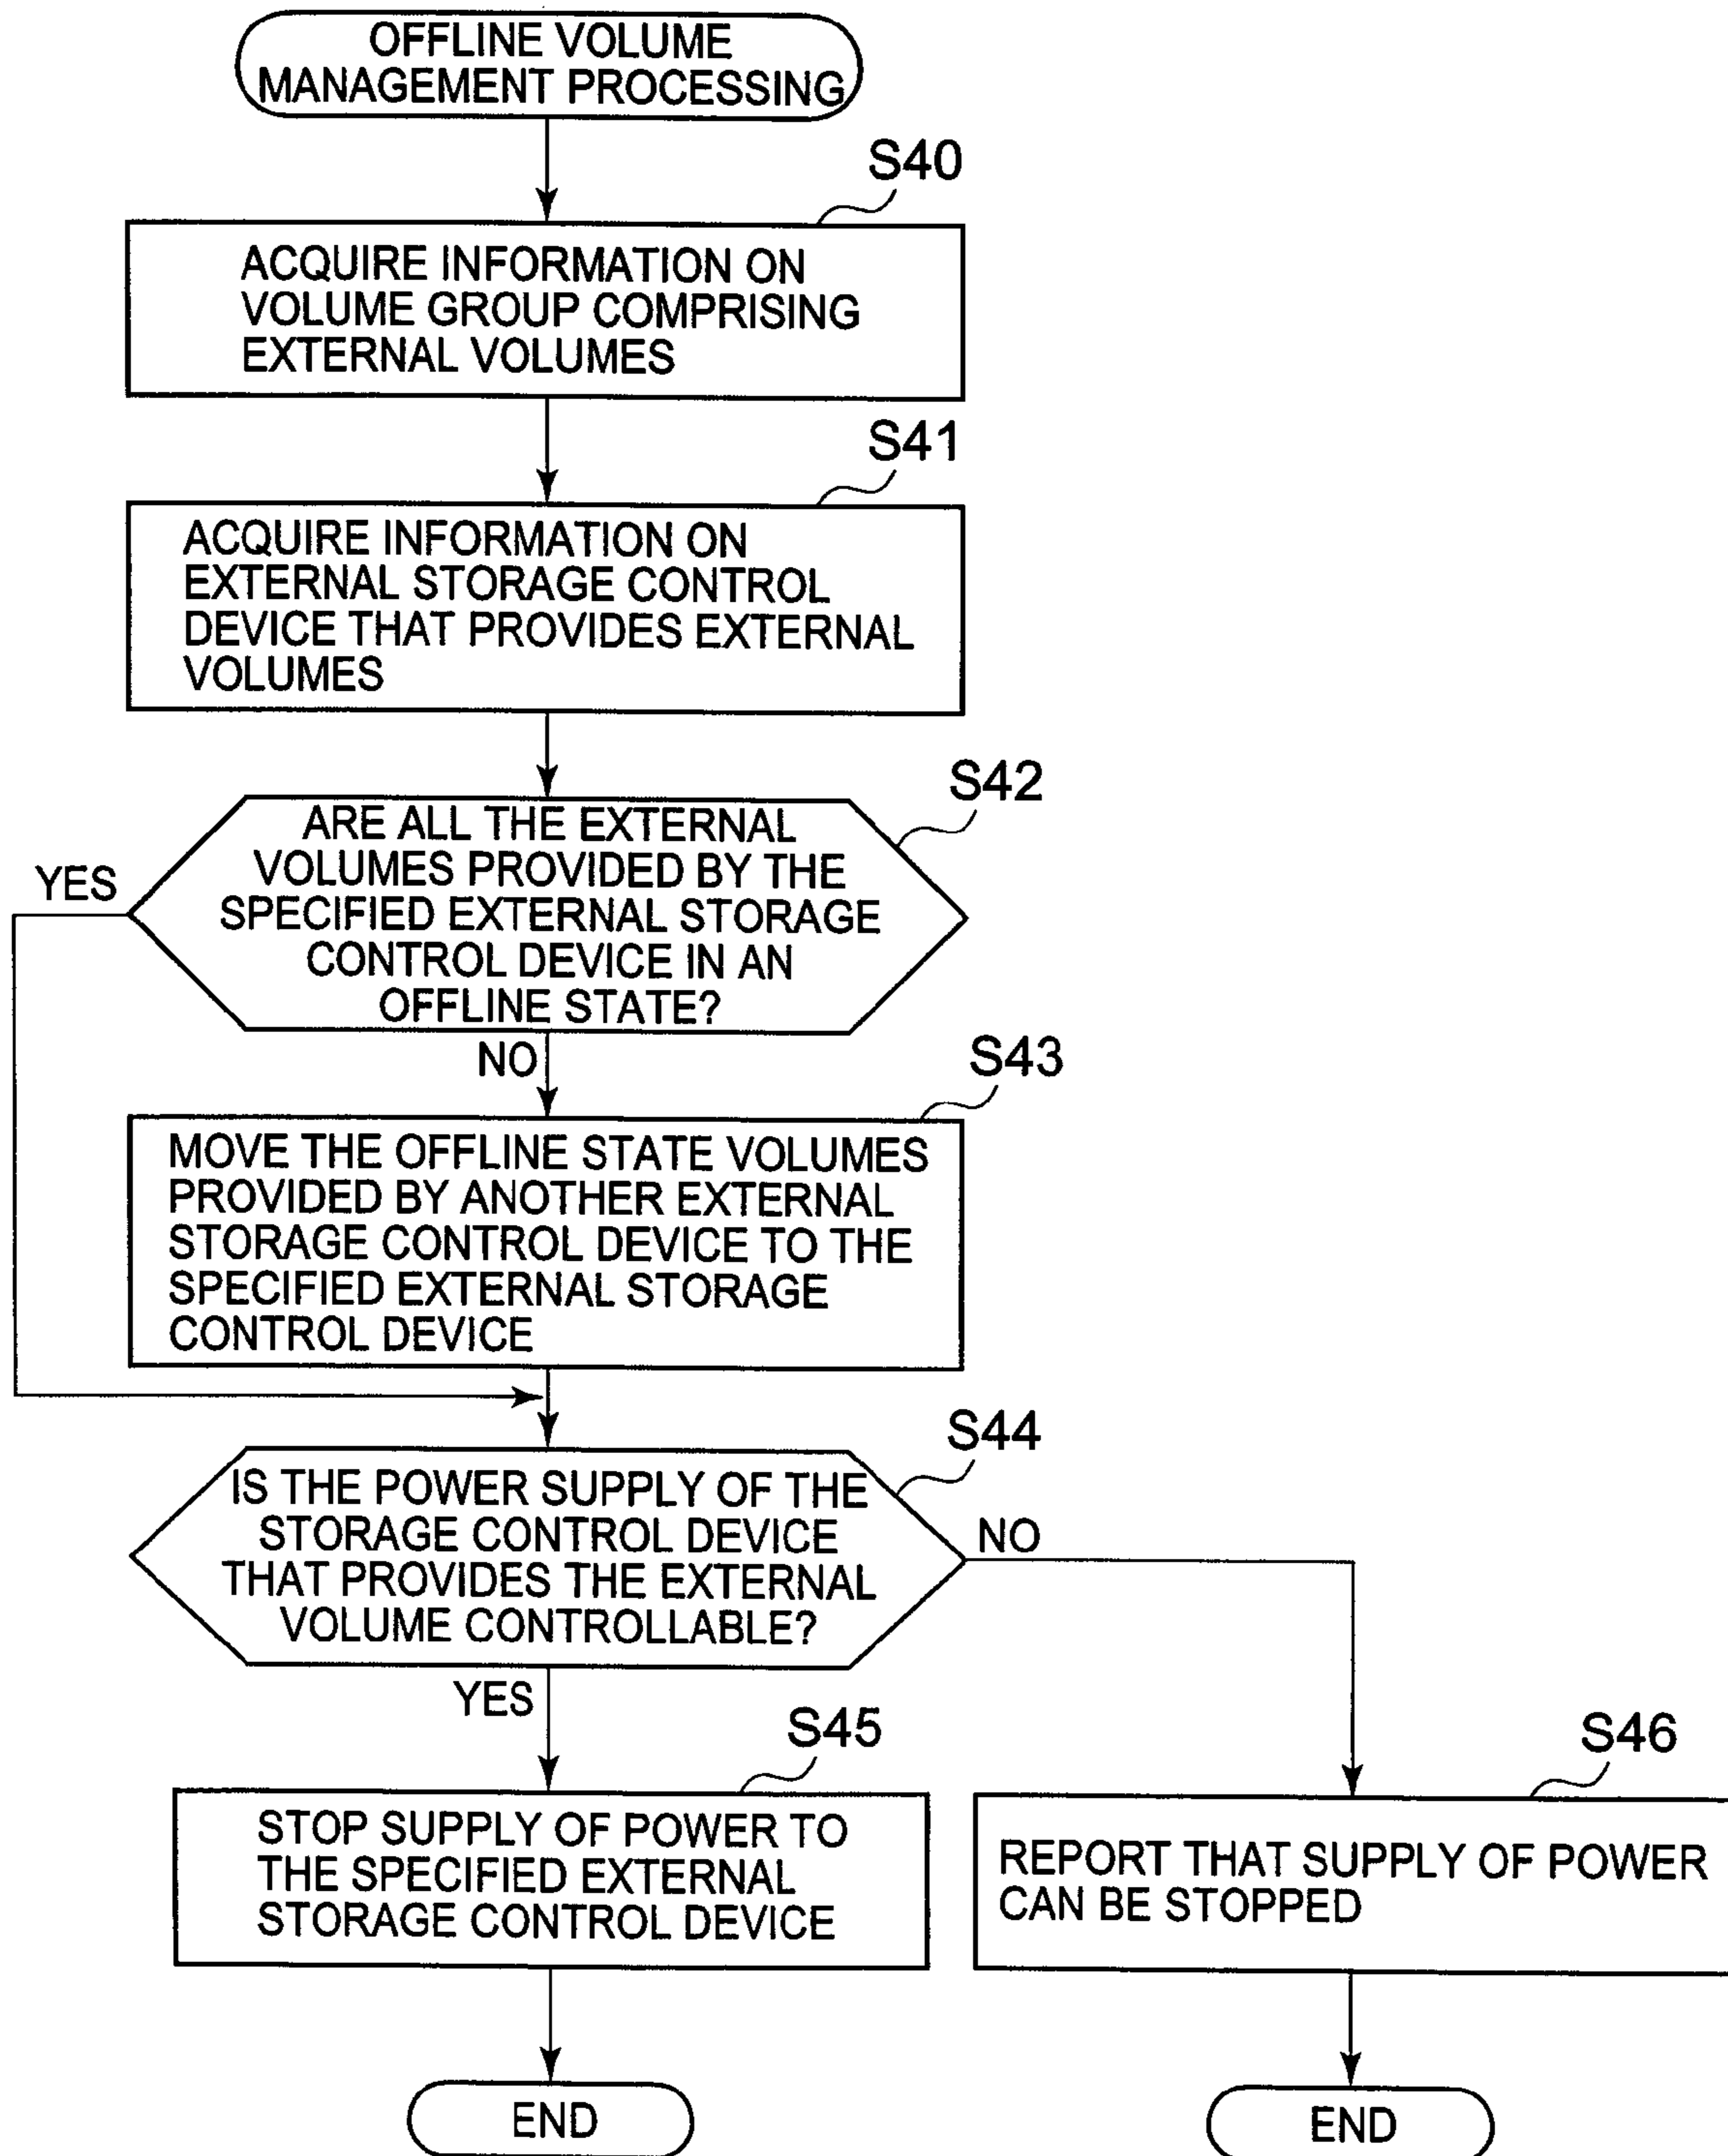 OFFLINE VOLUME
MANAGEMENT PROCESSING
S40
ACQUIRE INFORMATION ON
VOLUME GROUP COMPRISING
EXTERNAL VOLUMES
S41
ACQUIRE INFORMATION ON
EXTERNAL STORAGE CONTROL
DEVICE THAT PROVIDES EXTERNAL
VOLUMES
S42
ARE ALL THE EXTERNAL
VOLUMES PROVIDED BY THE
SPECIFIED EXTERNAL STORAGE
CONTROL DEVICE IN AN
OFFLINE STATE?
YES
NO
S43
MOVE THE OFFLINE STATE VOLUMES
PROVIDED BY ANOTHER EXTERNAL
STORAGE CONTROL DEVICE TO THE
SPECIFIED EXTERNAL STORAGE
CONTROL DEVICE
S44
IS THE POWER SUPPLY OF THE
STORAGE CONTROL DEVICE
THAT PROVIDES THE EXTERNAL
VOLUME CONTROLLABLE?
NO
YES
S45
STOP SUPPLY OF POWER TO
THE SPECIFIED EXTERNAL
STORAGE CONTROL DEVICE
S46
REPORT THAT SUPPLY OF POWER
CAN BE STOPPED
END
END